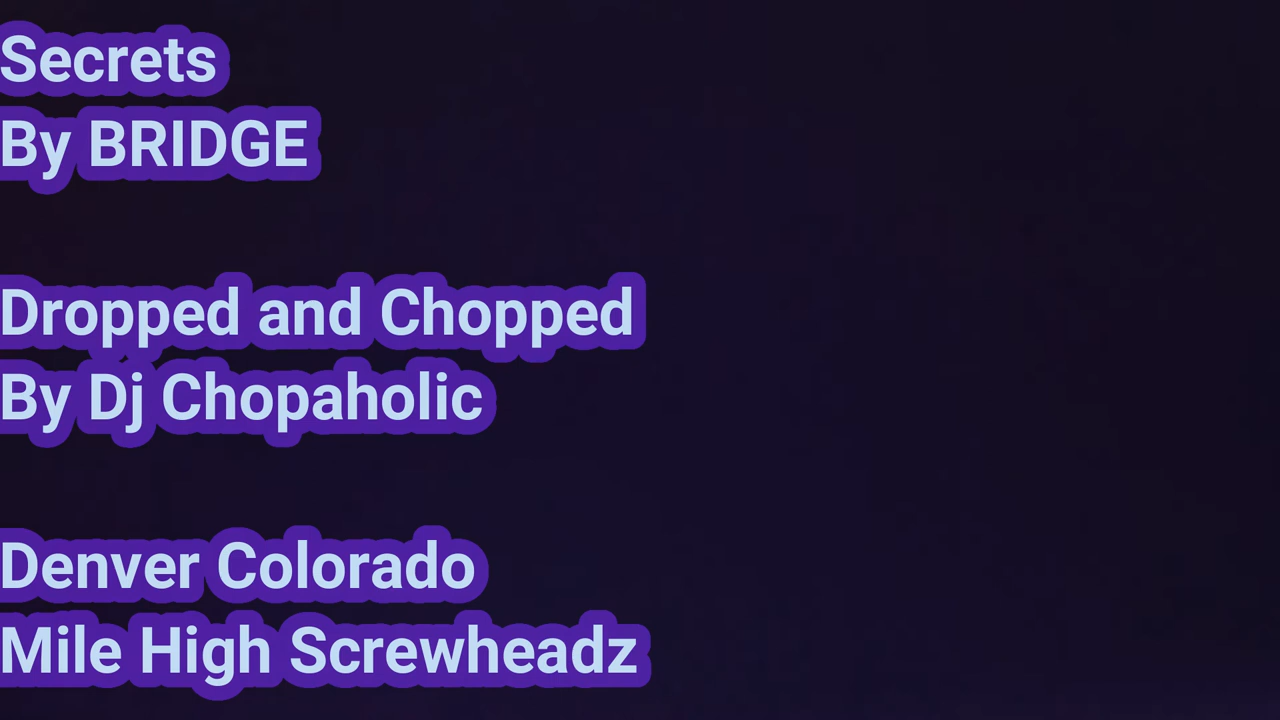 Secrets
By BRIDGE
Dropped and Chopped
By Dj Chopaholic
Denver Colorado
Mile High Screwheadz